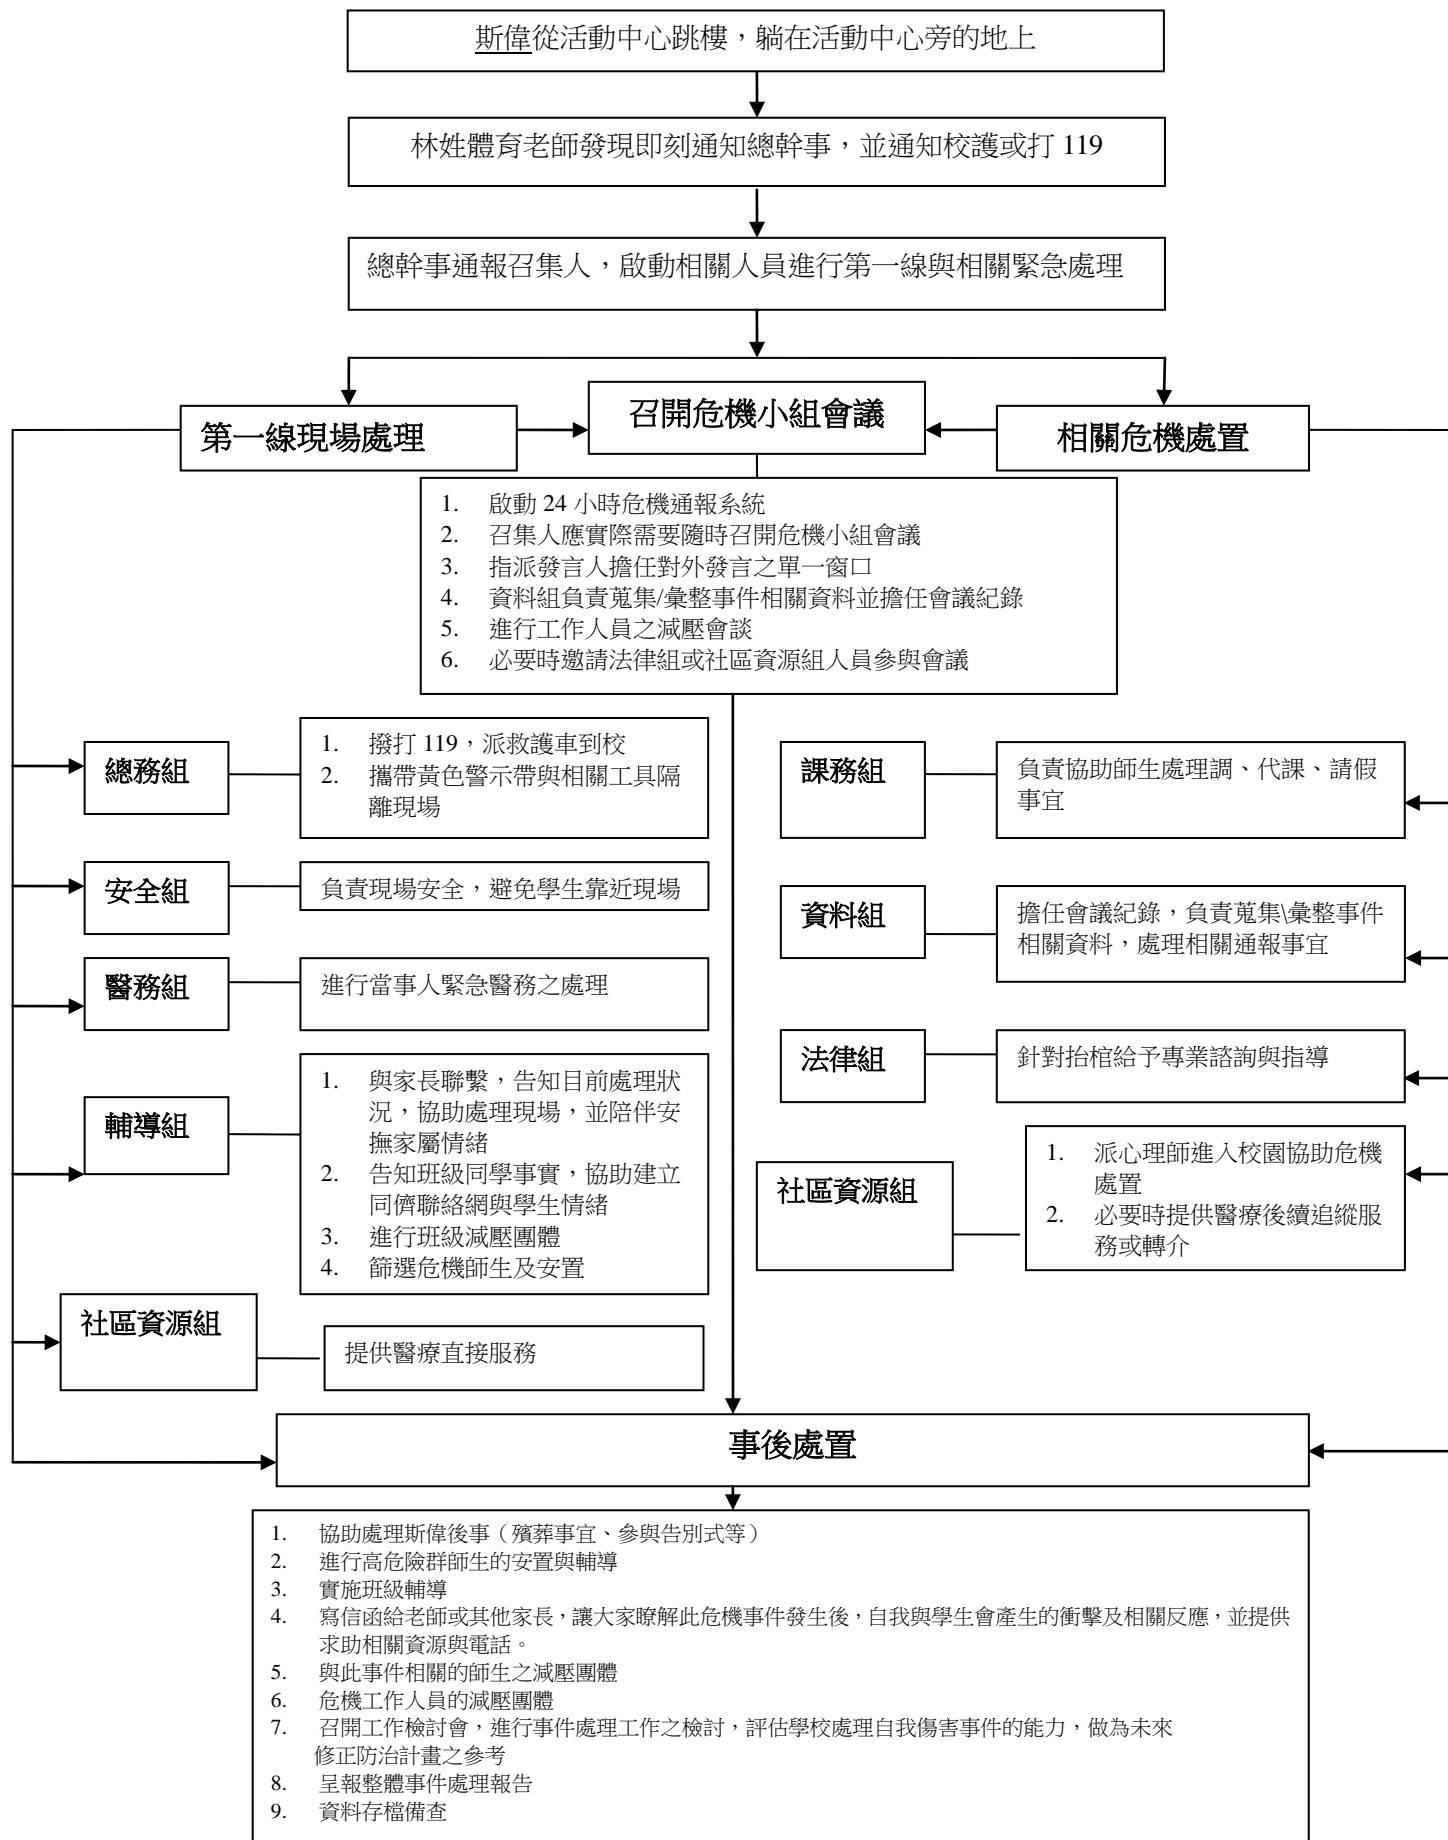 斯偉從活動中心跳樓，躺在活動中心旁的地上
林姓體育老師發現即刻通知總幹事，並通知校護或打 119
總幹事通報召集人，啟動相關人員進行第一線與相關緊急處理
第一線現場處理
召開危機小組會議
相關危機處置
1. 啟動 24 小時危機通報系統
2. 召集人應實際需要隨時召開危機小組會議
3. 指派發言人擔任對外發言之單一窗口
4. 資料組負責蒐集/彙整事件相關資料並擔任會議紀錄
5. 進行工作人員之減壓會談
6. 必要時邀請法律組或社區資源組人員參與會議
總務組
1. 撥打 119，派救護車到校
2. 攜帶黃色警示帶與相關工具隔
離現場
安全組
負責現場安全，避免學生靠近現場
醫務組
進行當事人緊急醫務之處理
輔導組
1. 與家長聯繫，告知目前處理狀
況，協助處理現場，並陪伴安
撫家屬情緒
2. 告知班級同學事實，協助建立
同儕聯絡網與學生情緒
3. 進行班級減壓團體
4. 篩選危機師生及安置
社區資源組
提供醫療直接服務
課務組
負責協助師生處理調、代課、請假
事宜
資料組
擔任會議紀錄，負責蒐集\彙整事件
相關資料，處理相關通報事宜
法律組
針對抬棺給予專業諮詢與指導
社區資源組
1. 派心理師進入校園協助危機
處置
2. 必要時提供醫療後續追縱服
務或轉介
事後處置
1. 協助處理斯偉後事（殯葬事宜、參與告別式等）
2. 進行高危險群師生的安置與輔導
3. 實施班級輔導
4. 寫信函給老師或其他家長，讓大家瞭解此危機事件發生後，自我與學生會產生的衝擊及相關反應，並提供
求助相關資源與電話。
5. 與此事件相關的師生之減壓團體
6. 危機工作人員的減壓團體
7. 召開工作檢討會，進行事件處理工作之檢討，評估學校處理自我傷害事件的能力，做為未來
修正防治計畫之參考
8. 呈報整體事件處理報告
9. 資料存檔備查